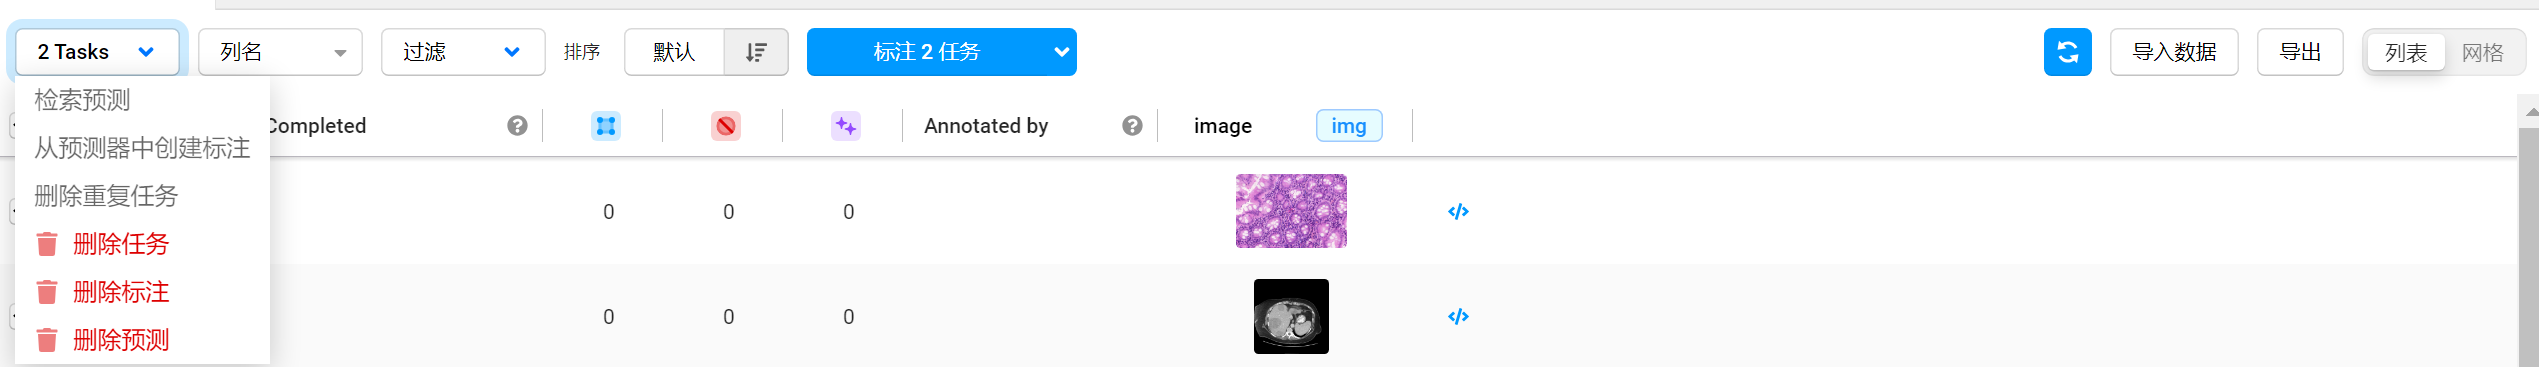 2 Tasks 列名 过滤 排序 默认 标注 2 任务 导入数据 导出 列表 网格
检索预测
从预测器中创建标注
删除重复任务
删除任务
删除标注
删除预测
Completed Annotated by image img
0 0 0
0 0 0